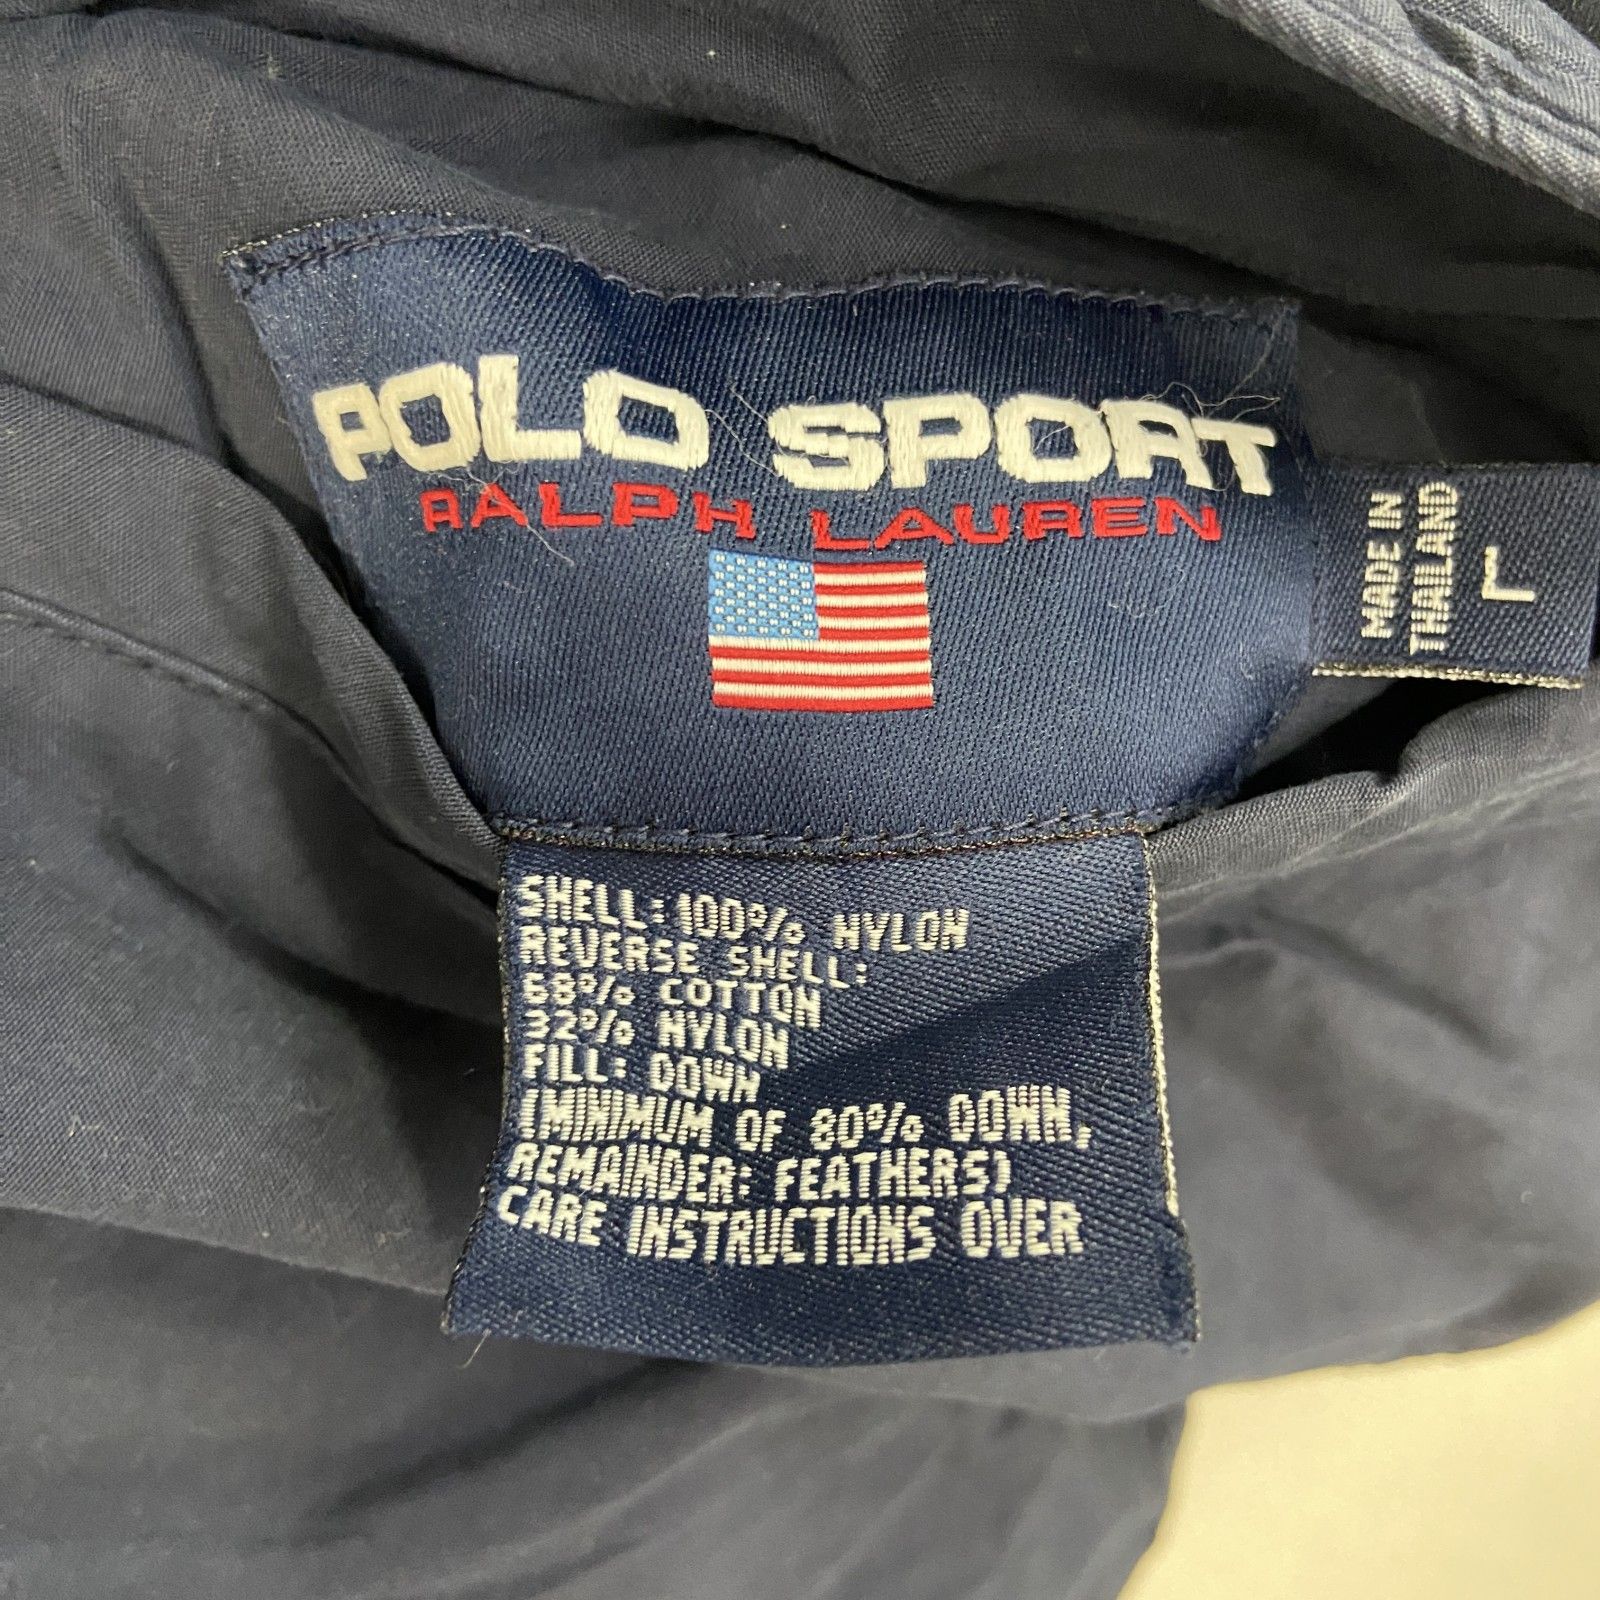 POLO SPORT
RALPH LAUREN
MADE IN
THAILAND
L
SHELL: 100% NYLON
REVERSE SHELL:
68% COTTON
32% NYLON
FILL: DOWN
(MINIMUM OF 80% DOWN,
REMAINDER: FEATHERS)
CARE INSTRUCTIONS OVER